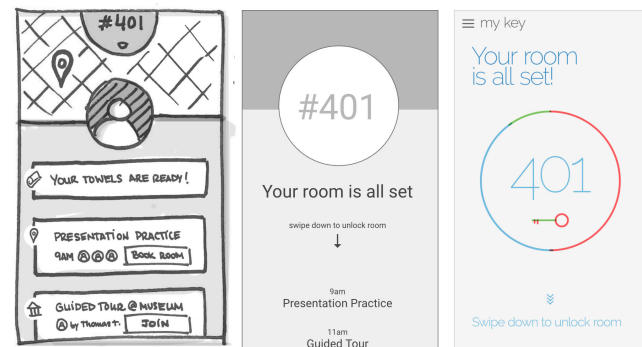 #401
YOUR TOWELS ARE READY!
PRESENTATION PRACTICE
9AM A A A BOOK ROOM
GUIDED TOUR @ MUSEUM
A by Thomas T. JOIN
#401
Your room is all set
swipe down to unlock room
9am
Presentation Practice
11am
Guided Tour
my key
Your room
is all set!
401
Swipe down to unlock room